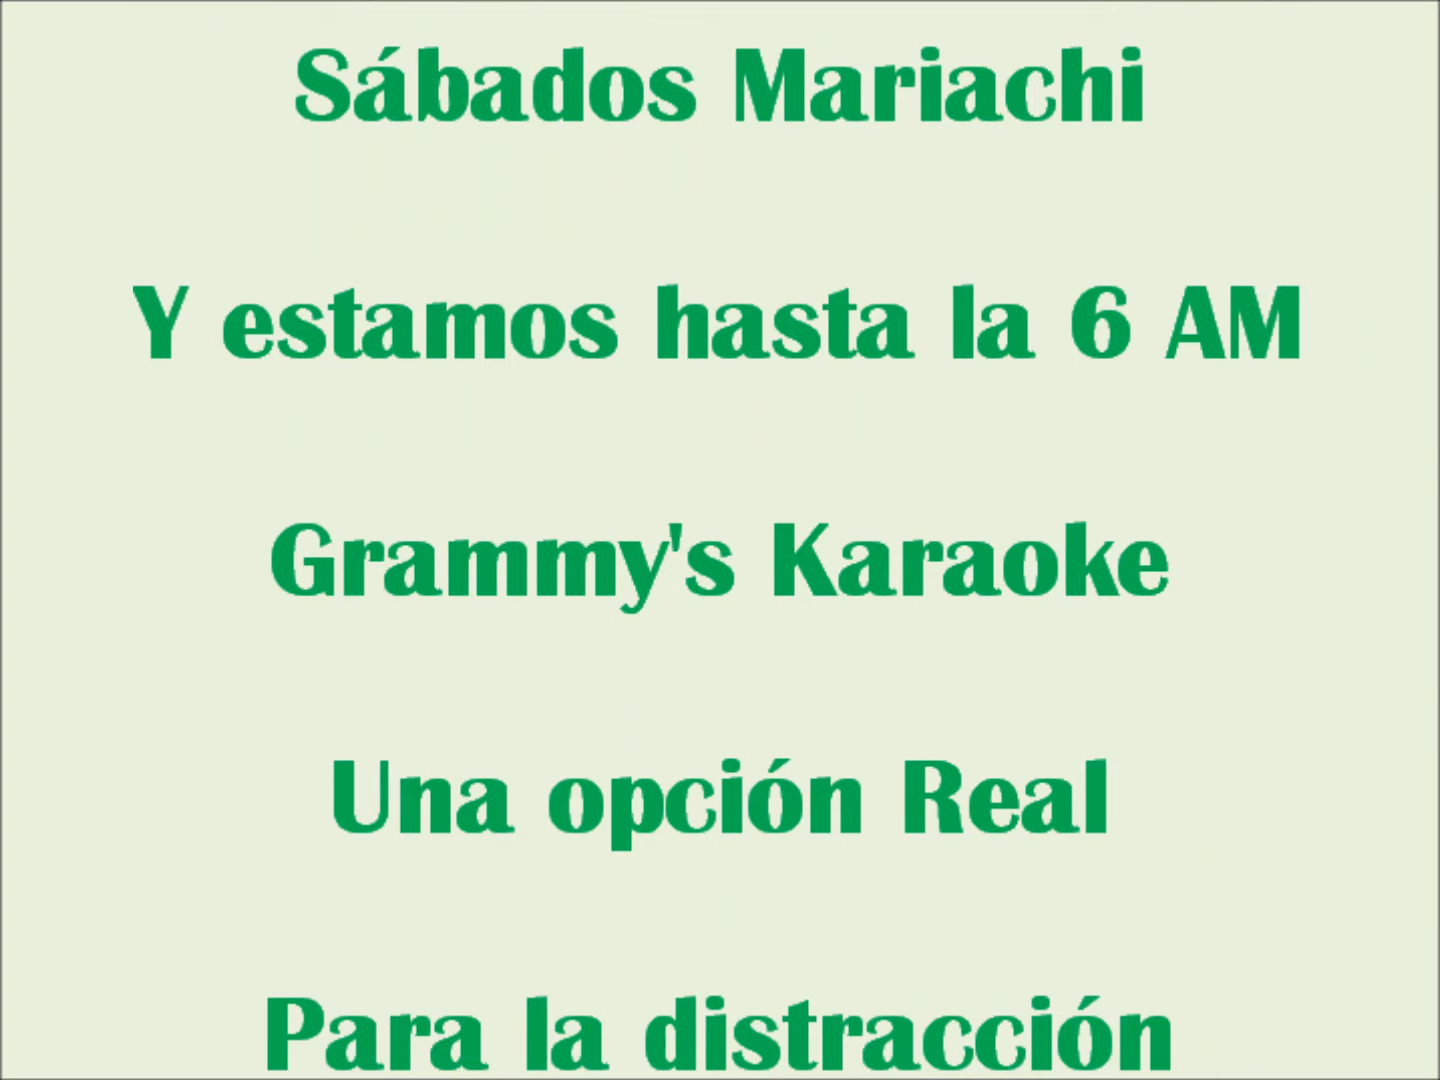 Sábados Mariachi
Y estamos hasta la 6 AM
Grammy's Karaoke
Una opción Real
Para la distracción